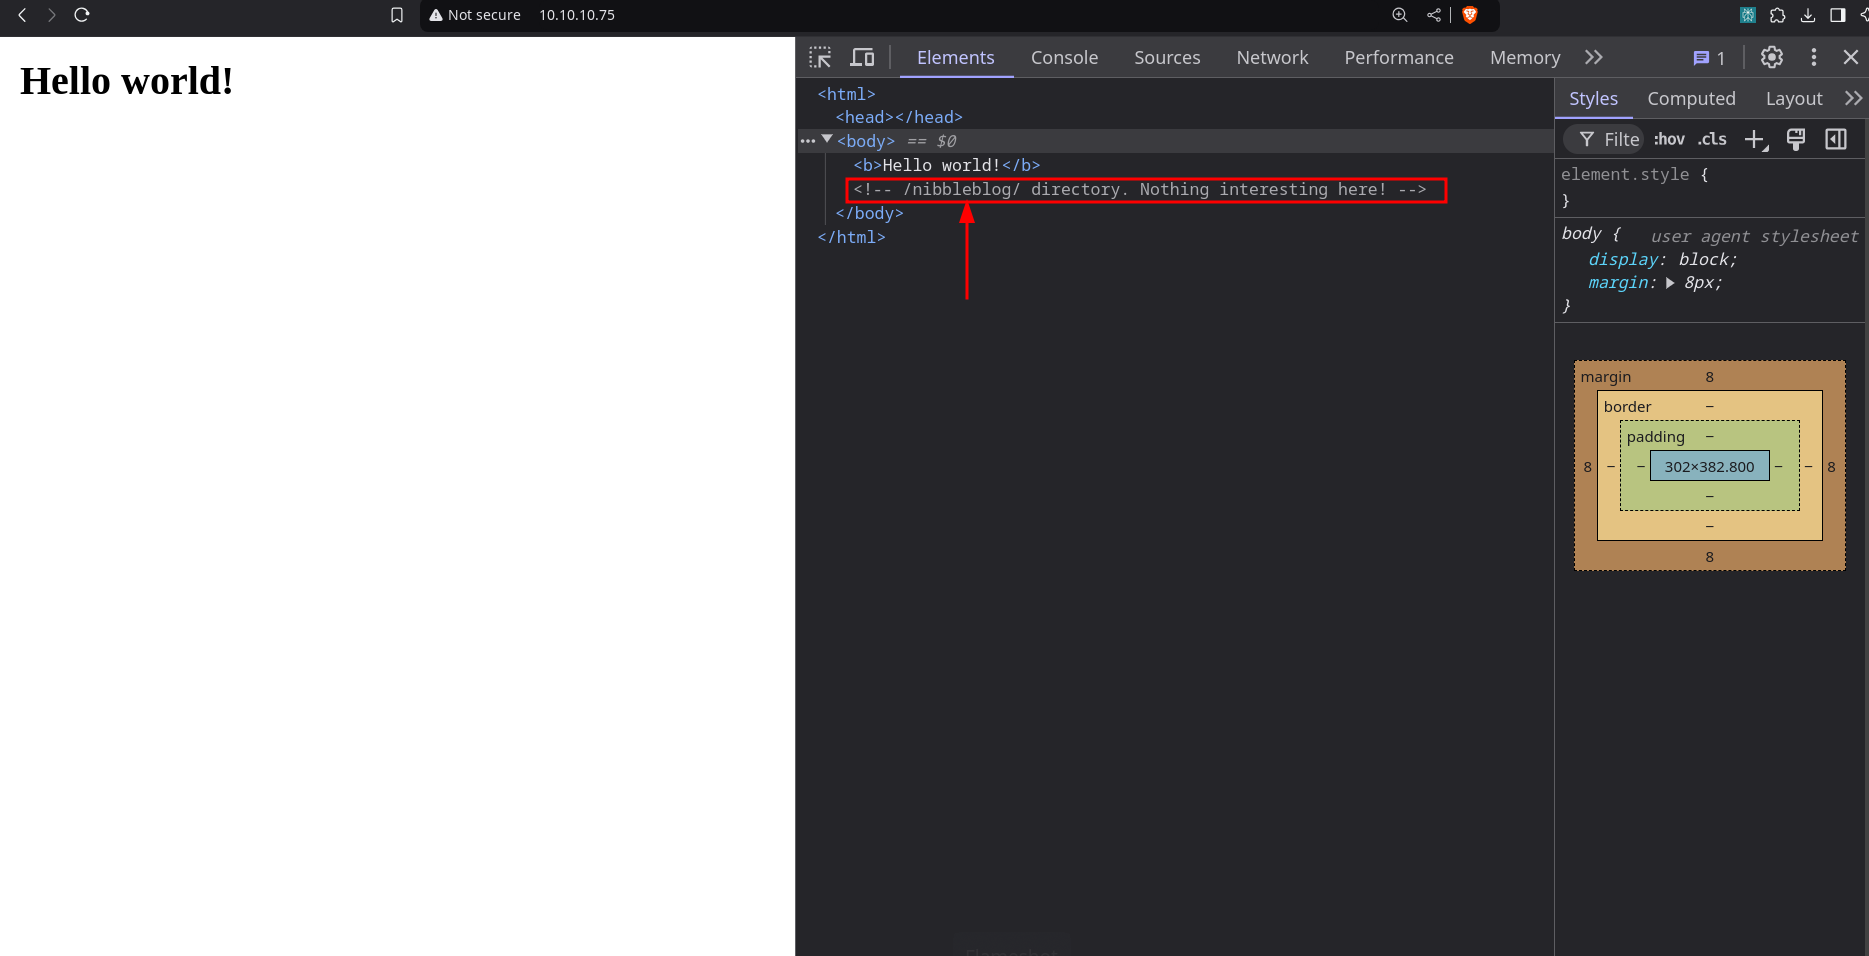 Not secure 10.10.10.75
Hello world!
Elements Console Sources Network Performance Memory 1
<html>
<head></head>
<body> == $0
<b>Hello world!</b>
<!-- /nibbleblog/ directory. Nothing interesting here! -->
</body>
</html>
Styles Computed Layout
Filte :hov .cls
element.style {
}
body { user agent stylesheet
display: block;
margin: 8px;
}
margin 8
border –
padding –
8 – – 302×382.800 – – 8
–
–
8